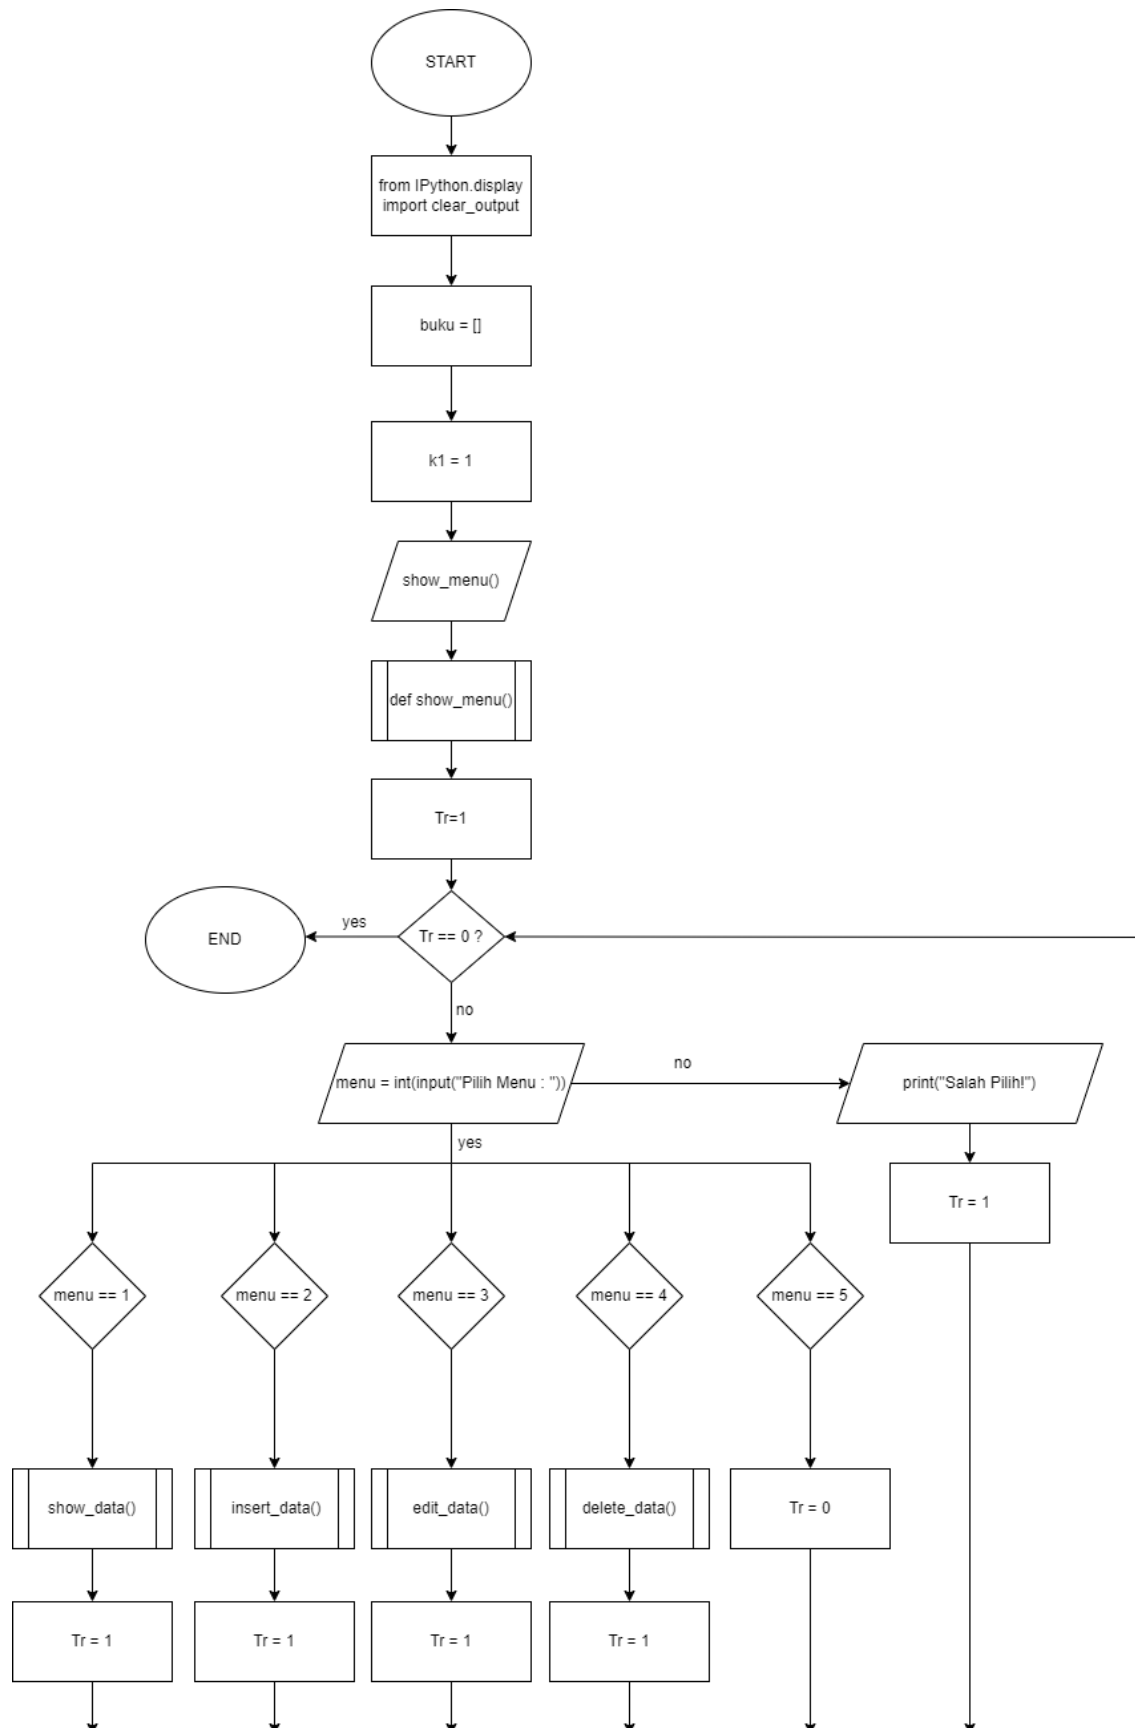 START
from IPython.display
import clear_output
buku = []
k1 = 1
show_menu()
def show_menu()
Tr=1
END
yes
Tr == 0 ?
no
menu = int(input("Pilih Menu : "))
no
print("Salah Pilih!")
yes
Tr = 1
menu == 1
menu == 2
menu == 3
menu == 4
menu == 5
show_data()
insert_data()
edit_data()
delete_data()
Tr = 0
Tr = 1
Tr = 1
Tr = 1
Tr = 1